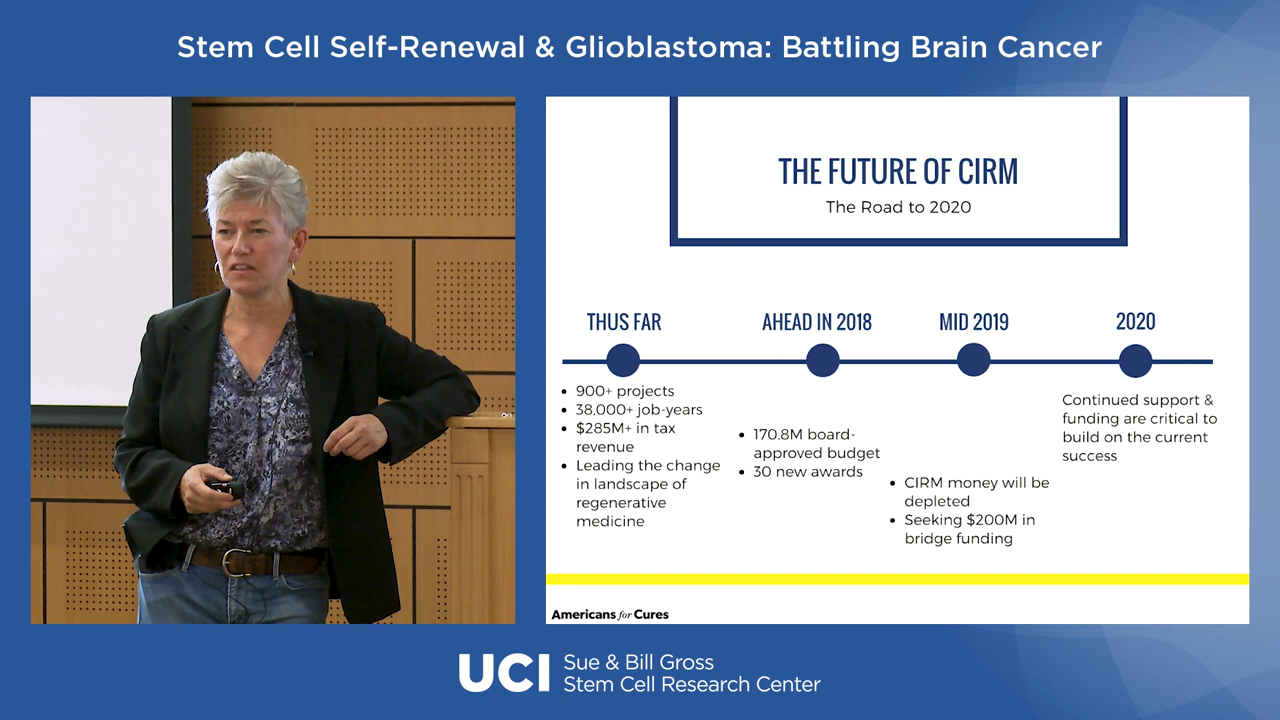 Stem Cell Self-Renewal & Glioblastoma: Battling Brain Cancer
THE FUTURE OF CIRM
The Road to 2020
THUS FAR
• 900+ projects
• 38,000+ job-years
• $285M+ in tax
revenue
• Leading the change
in landscape of
regenerative
medicine
AHEAD IN 2018
• 170.8M board-
approved budget
• 30 new awards
MID 2019
• CIRM money will be
depleted
• Seeking $200M in
bridge funding
2020
Continued support &
funding are critical to
build on the current
success
Americans for Cures
UCI
Sue & Bill Gross
Stem Cell Research Center